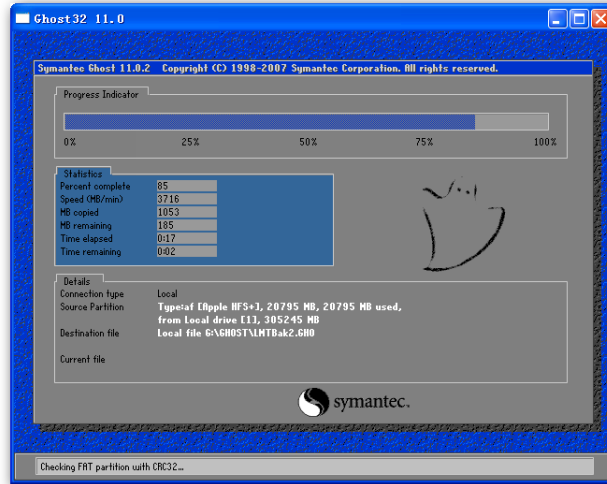 Ghost32 11.0
Symantec Ghost 11.0.2 Copyright (C) 1998-2007 Symantec Corporation. All rights reserved.
Progress Indicator
0% 25% 50% 75% 100%
Statistics
Percent complete 85
Speed (MB/min) 3716
MB copied 1053
MB remaining 185
Time elapsed 0:17
Time remaining 0:02
Details
Connection type Local
Source Partition Type:af [Apple HFS+], 20795 MB, 20795 MB used,
from Local drive [1], 305245 MB
Destination file Local file G:\GHOST\LMTBak2.GHO
Current file
symantec.
Checking FAT partition with CRC32...